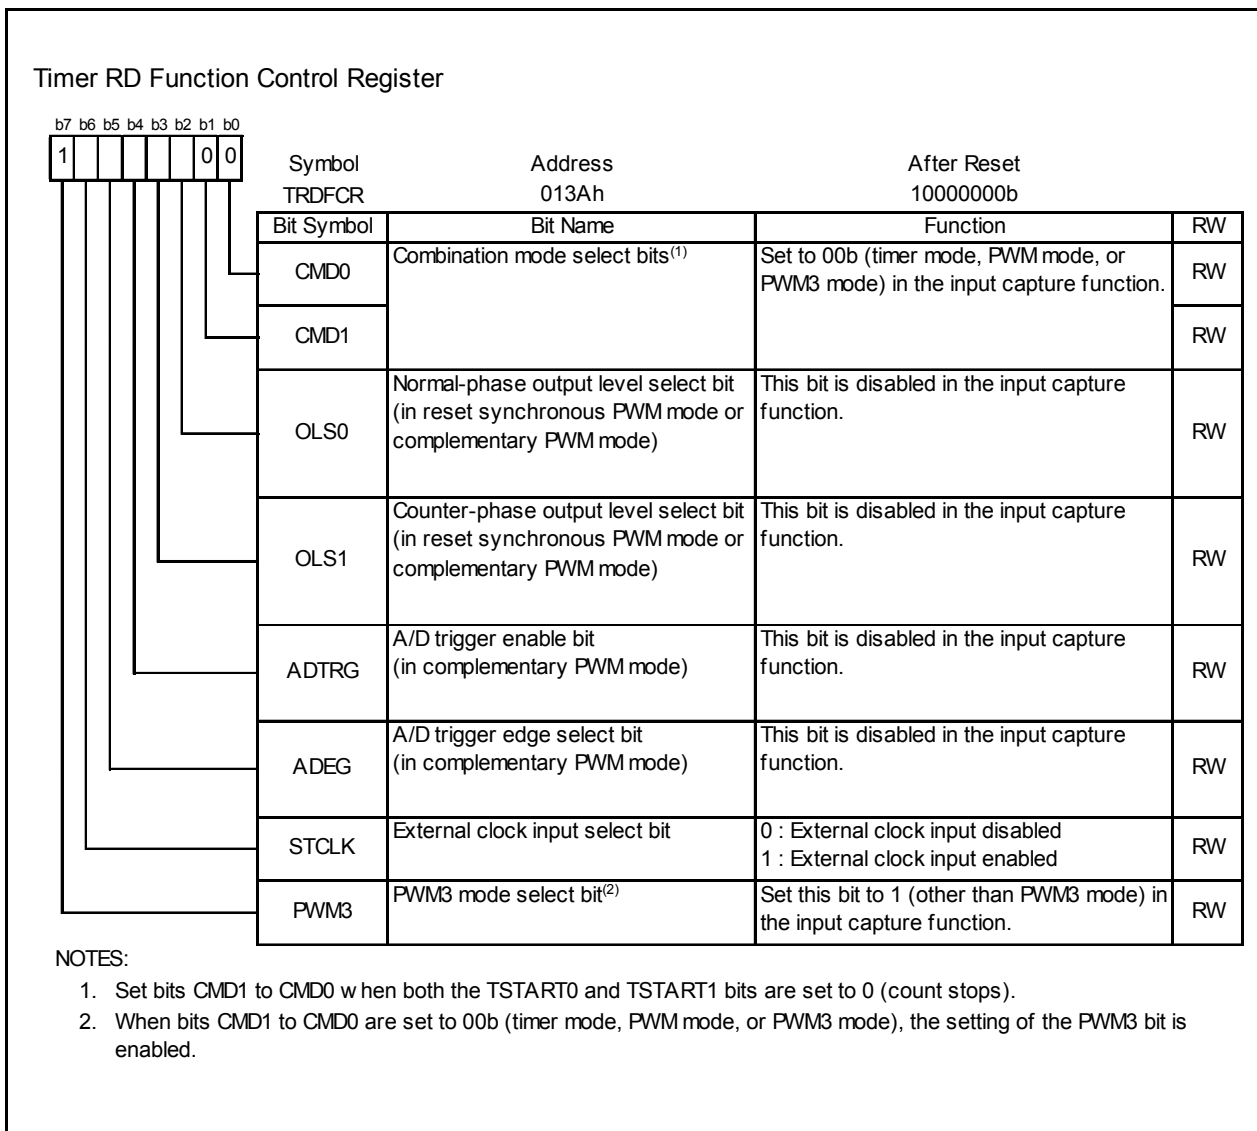 Timer RD Function Control Register
b7 b6 b5 b4 b3 b2 b1 b0
1 0 0
Symbol Address After Reset
TRDFCR 013Ah 10000000b
Bit Symbol Bit Name Function RW
CMD0 Combination mode select bits(1) Set to 00b (timer mode, PWM mode, or
PWM3 mode) in the input capture function. RW
CMD1 RW
OLS0 Normal-phase output level select bit
(in reset synchronous PWM mode or
complementary PWM mode) This bit is disabled in the input capture
function. RW
OLS1 Counter-phase output level select bit
(in reset synchronous PWM mode or
complementary PWM mode) This bit is disabled in the input capture
function. RW
ADTRG A/D trigger enable bit
(in complementary PWM mode) This bit is disabled in the input capture
function. RW
ADEG A/D trigger edge select bit
(in complementary PWM mode) This bit is disabled in the input capture
function. RW
STCLK External clock input select bit 0 : External clock input disabled
1 : External clock input enabled RW
PWM3 PWM3 mode select bit(2) Set this bit to 1 (other than PWM3 mode) in
the input capture function. RW
NOTES:
1. Set bits CMD1 to CMD0 w hen both the TSTART0 and TSTART1 bits are set to 0 (count stops).
2. When bits CMD1 to CMD0 are set to 00b (timer mode, PWM mode, or PWM3 mode), the setting of the PWM3 bit is
enabled.